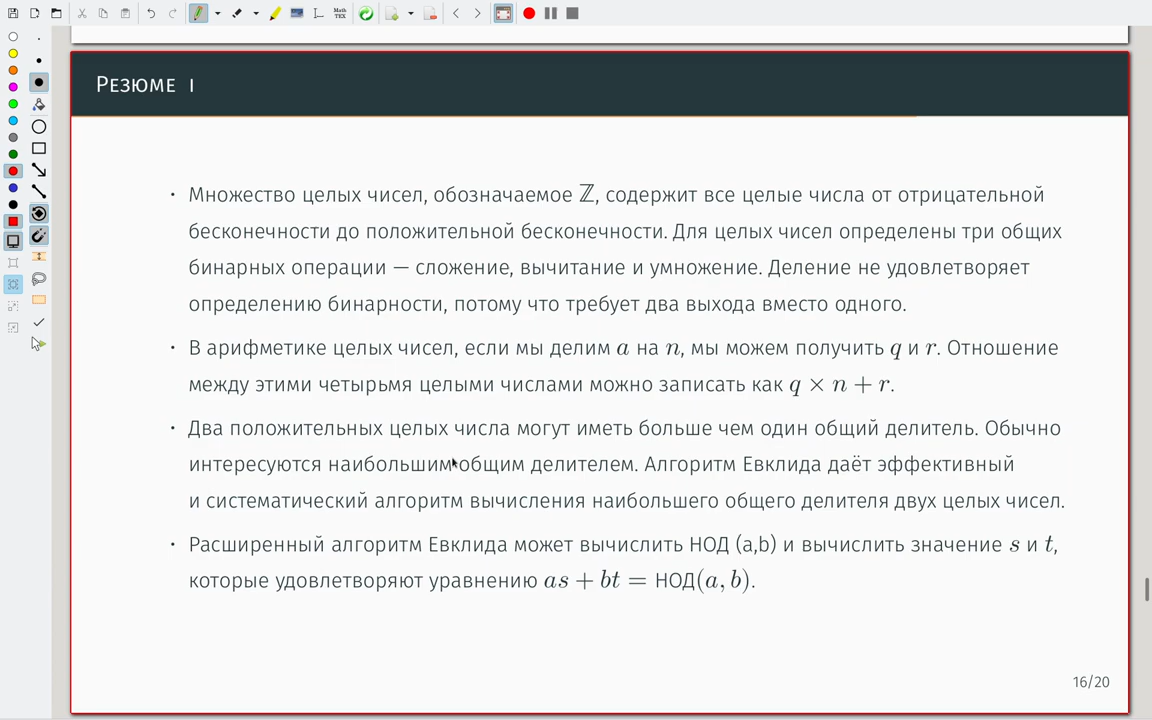 Math
TEX
Резюме I
• Множество целых чисел, обозначаемое ℤ, содержит все целые числа от отрицательной
бесконечности до положительной бесконечности. Для целых чисел определены три общих
бинарных операции — сложение, вычитание и умножение. Деление не удовлетворяет
определению бинарности, потому что требует два выхода вместо одного.
• В арифметике целых чисел, если мы делим a на n, мы можем получить q и r. Отношение
между этими четырьмя целыми числами можно записать как q × n + r.
• Два положительных целых числа могут иметь больше чем один общий делитель. Обычно
интересуются наибольшим общим делителем. Алгоритм Евклида даёт эффективный
и систематический алгоритм вычисления наибольшего общего делителя двух целых чисел.
• Расширенный алгоритм Евклида может вычислить НОД (a,b) и вычислить значение s и t,
которые удовлетворяют уравнению as + bt = НОД(a, b).
16/20